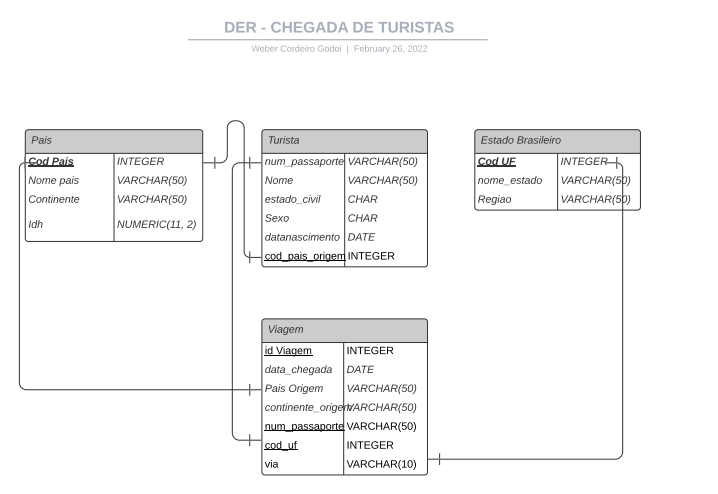 DER - CHEGADA DE TURISTAS
Weber Cordeiro Godoi | February 26, 2022
Pais
Cod Pais INTEGER
Nome pais VARCHAR(50)
Continente VARCHAR(50)
Idh NUMERIC(11, 2)
Turista
num_passaporte VARCHAR(50)
Nome VARCHAR(50)
estado_civil CHAR
Sexo CHAR
datanascimento DATE
cod_pais_origem INTEGER
Estado Brasileiro
Cod UF INTEGER
nome_estado VARCHAR(50)
Regiao VARCHAR(50)
Viagem
id Viagem INTEGER
data_chegada DATE
Pais Origem VARCHAR(50)
continente_origem VARCHAR(50)
num_passaporte VARCHAR(50)
cod_uf INTEGER
via VARCHAR(10)